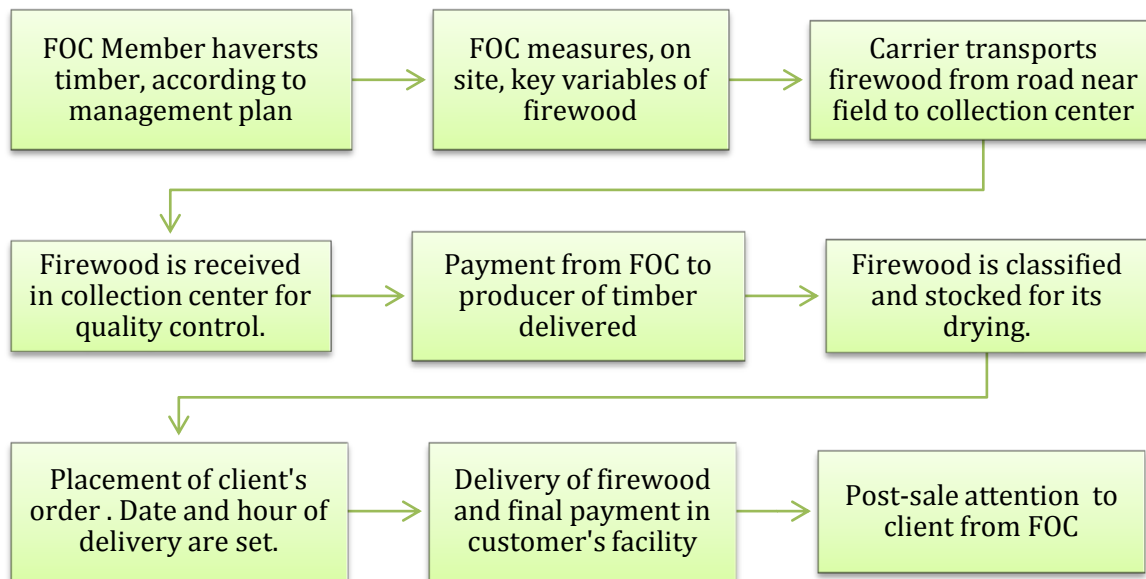 FOC Member haversts
timber, according to
management plan
FOC measures, on
site, key variables of
firewood
Carrier transports
firewood from road near
field to collection center
Firewood is received
in collection center for
quality control.
Payment from FOC to
producer of timber
delivered
Firewood is classified
and stocked for its
drying.
Placement of client's
order . Date and hour of
delivery are set.
Delivery of firewood
and final payment in
customer's facility
Post-sale attention to
client from FOC